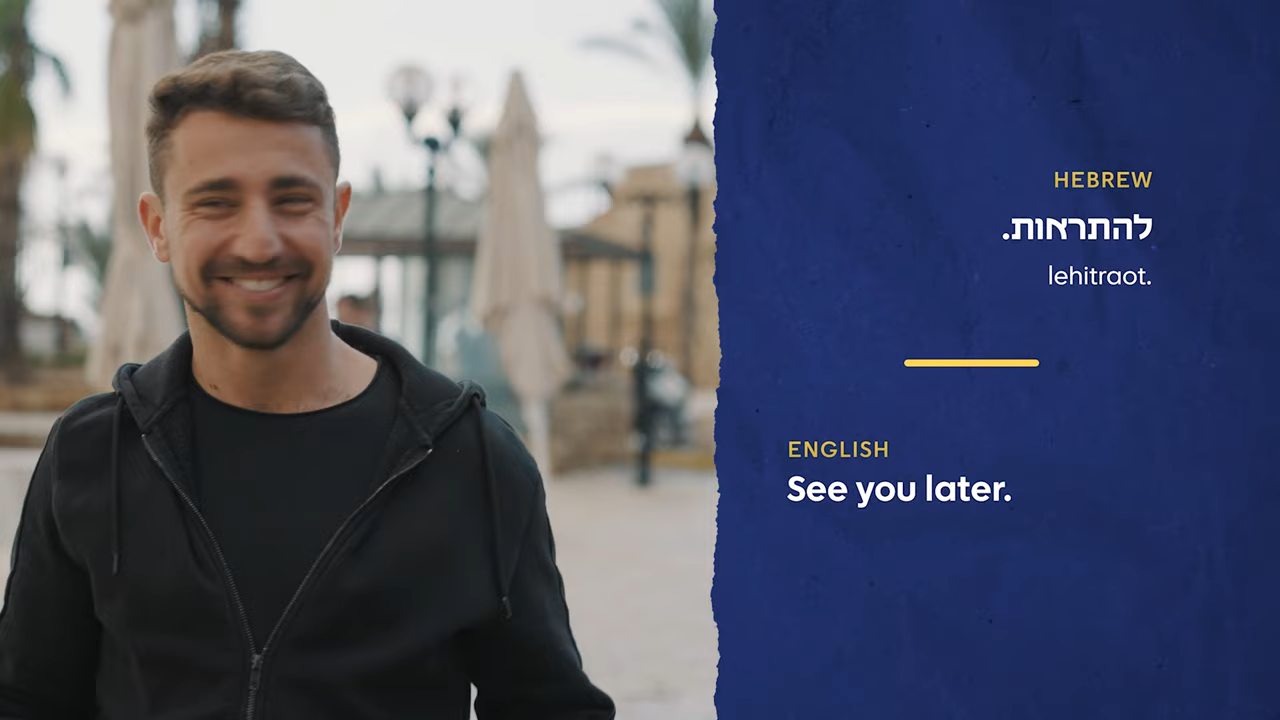 HEBREW
להתראות.
lehitraot.
ENGLISH
See you later.